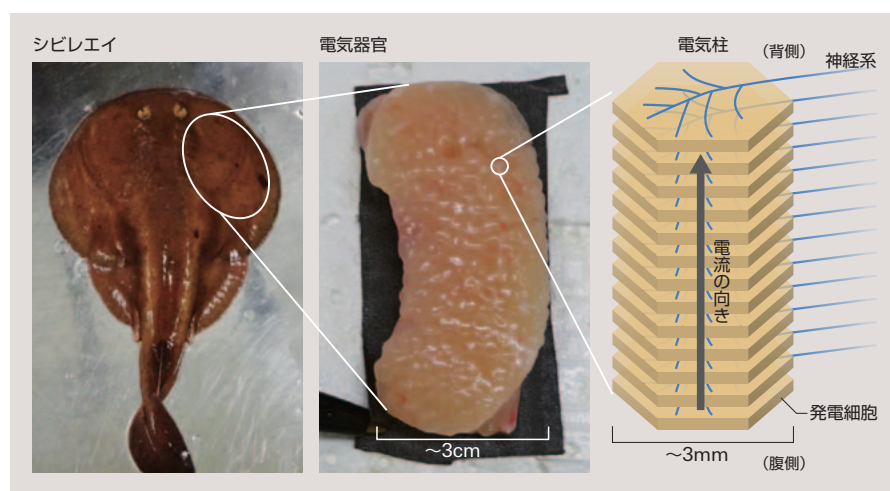 シビレエイ
電気器官
電気柱
（背側）
神経系
電流の向き
発電細胞
〜3cm
〜3mm
（腹側）